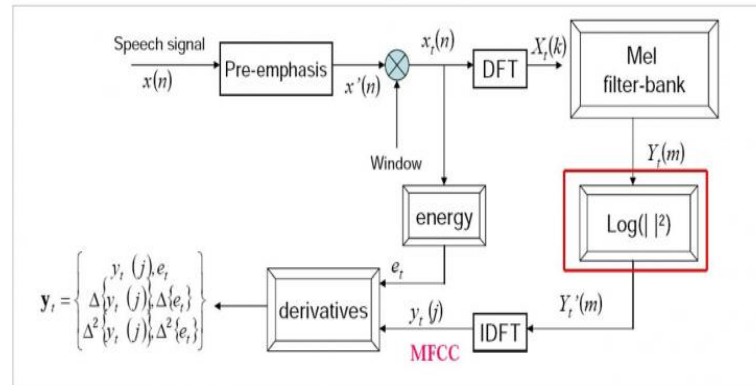 Speech signal
x(n)
Pre-emphasis
x'(n)
Window
x_t(n)
DFT
X_t(k)
Mel
filter-bank
Y_t(m)
Log(| |²)
Y_t'(m)
IDFT
y_t(j)
MFCC
energy
e_t
derivatives
y_t = { y_t (j), e_t
Δ{y_t (j)}, Δ{e_t}
Δ²{y_t (j)}, Δ²{e_t} }